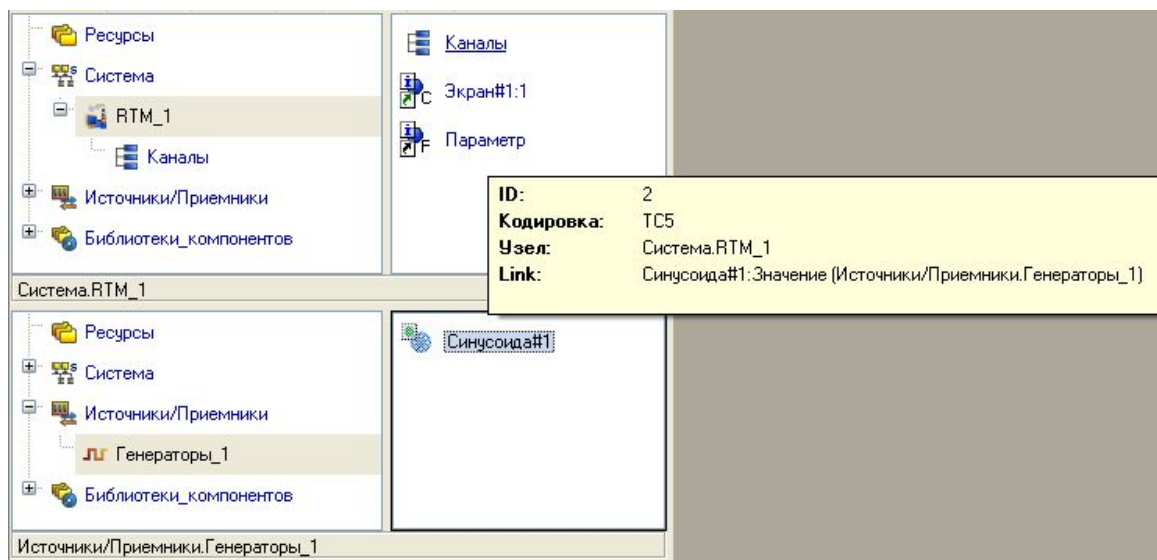 Ресурсы
Система
RTM_1
Каналы
Источники/Приемники
Библиотеки_компонентов
Система.RTM_1
Каналы
Экран#1:1
Параметр
ID: 2
Кодировка: TC5
Узел: Система.RTM_1
Link: Синусоида#1:Значение (Источники/Приемники.Генераторы_1)
Ресурсы
Система
Источники/Приемники
Генераторы_1
Библиотеки_компонентов
Источники/Приемники.Генераторы_1
Синусоида#1